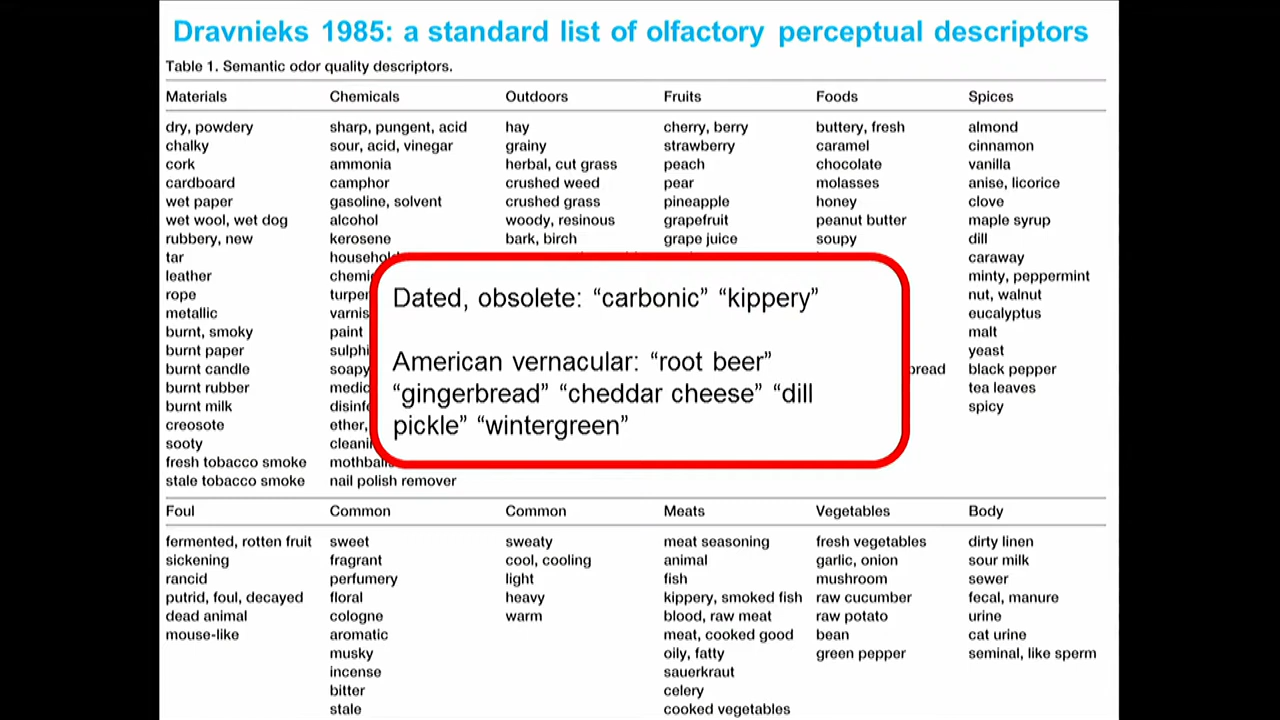 Dravnieks 1985: a standard list of olfactory perceptual descriptors
Table 1. Semantic odor quality descriptors.
Materials Chemicals Outdoors Fruits Foods Spices
dry, powdery sharp, pungent, acid hay cherry, berry buttery, fresh almond
chalky sour, acid, vinegar grainy strawberry caramel cinnamon
cork ammonia herbal, cut grass peach chocolate vanilla
cardboard camphor crushed weed pear molasses anise, licorice
wet paper gasoline, solvent crushed grass pineapple honey clove
wet wool, wet dog alcohol woody, resinous grapefruit peanut butter maple syrup
rubbery, new kerosene bark, birch grape juice soupy dill
tar caraway
leather minty, peppermint
rope nut, walnut
metallic eucalyptus
burnt, smoky paint malt
burnt paper yeast
burnt candle soapy bread black pepper
burnt rubber tea leaves
burnt milk spicy
creosote ether,
sooty
fresh tobacco smoke
stale tobacco smoke nail polish remover
Dated, obsolete: “carbonic” “kippery”
American vernacular: “root beer”
“gingerbread” “cheddar cheese” “dill
pickle” “wintergreen”
Foul Common Common Meats Vegetables Body
fermented, rotten fruit sweet sweaty meat seasoning fresh vegetables dirty linen
sickening fragrant cool, cooling animal garlic, onion sour milk
rancid perfumery light fish mushroom sewer
putrid, foul, decayed floral heavy kippery, smoked fish raw cucumber fecal, manure
dead animal cologne warm blood, raw meat raw potato urine
mouse-like aromatic meat, cooked good bean cat urine
musky oily, fatty green pepper seminal, like sperm
incense sauerkraut
bitter celery
stale cooked vegetables